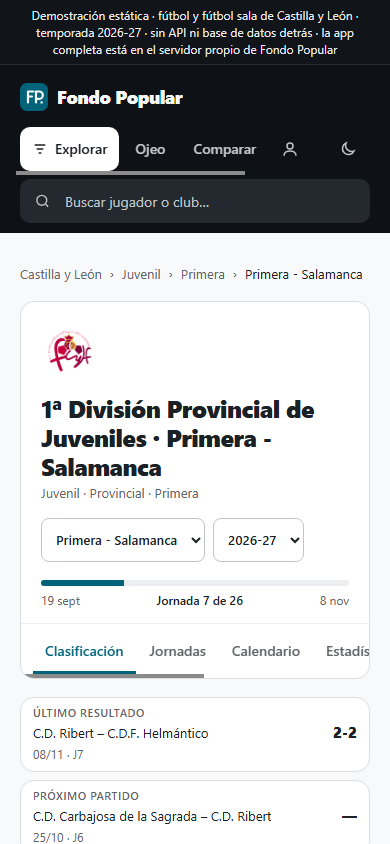 Demostración estática · fútbol y fútbol sala de Castilla y León ·
temporada 2026-27 · sin API ni base de datos detrás · la app
completa está en el servidor propio de Fondo Popular
FP Fondo Popular
Explorar Ojeo Comparar
Buscar jugador o club...
Castilla y León › Juvenil › Primera › Primera - Salamanca
fcylf
1ª División Provincial de
Juveniles · Primera -
Salamanca
Juvenil · Provincial · Primera
Primera - Salamanca 2026-27
19 sept Jornada 7 de 26 8 nov
Clasificación Jornadas Calendario Estadís
ÚLTIMO RESULTADO
C.D. Ribert – C.D.F. Helmántico 2-2
08/11 · J7
PRÓXIMO PARTIDO
C.D. Carbajosa de la Sagrada – C.D. Ribert —
25/10 · J6